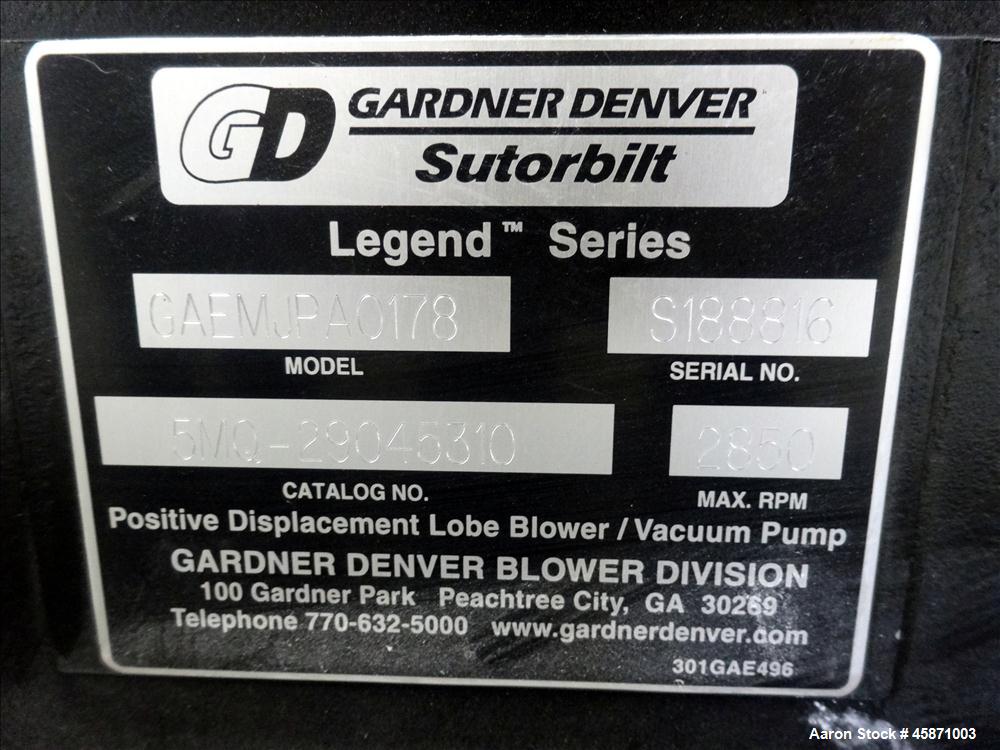 GD GARDNER DENVER
Sutorbilt
Legend™ Series
GAEMJPA0178 S188816
MODEL SERIAL NO.
5MQ-29045310 2850
CATALOG NO. MAX. RPM
Positive Displacement Lobe Blower / Vacuum Pump
GARDNER DENVER BLOWER DIVISION
100 Gardner Park Peachtree City, GA 30269
Telephone 770-632-5000 www.gardnerdenver.com
301GAE496
Aaron Stock # 45871003